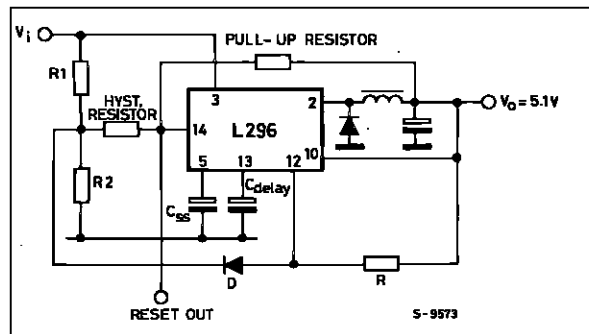 Vi
PULL-UP RESISTOR
R1
HYST.
RESISTOR
3
2
Vo = 5.1V
14
L296
10
5
13
12
R2
Css
Cdelay
D
R
RESET OUT
S-9573